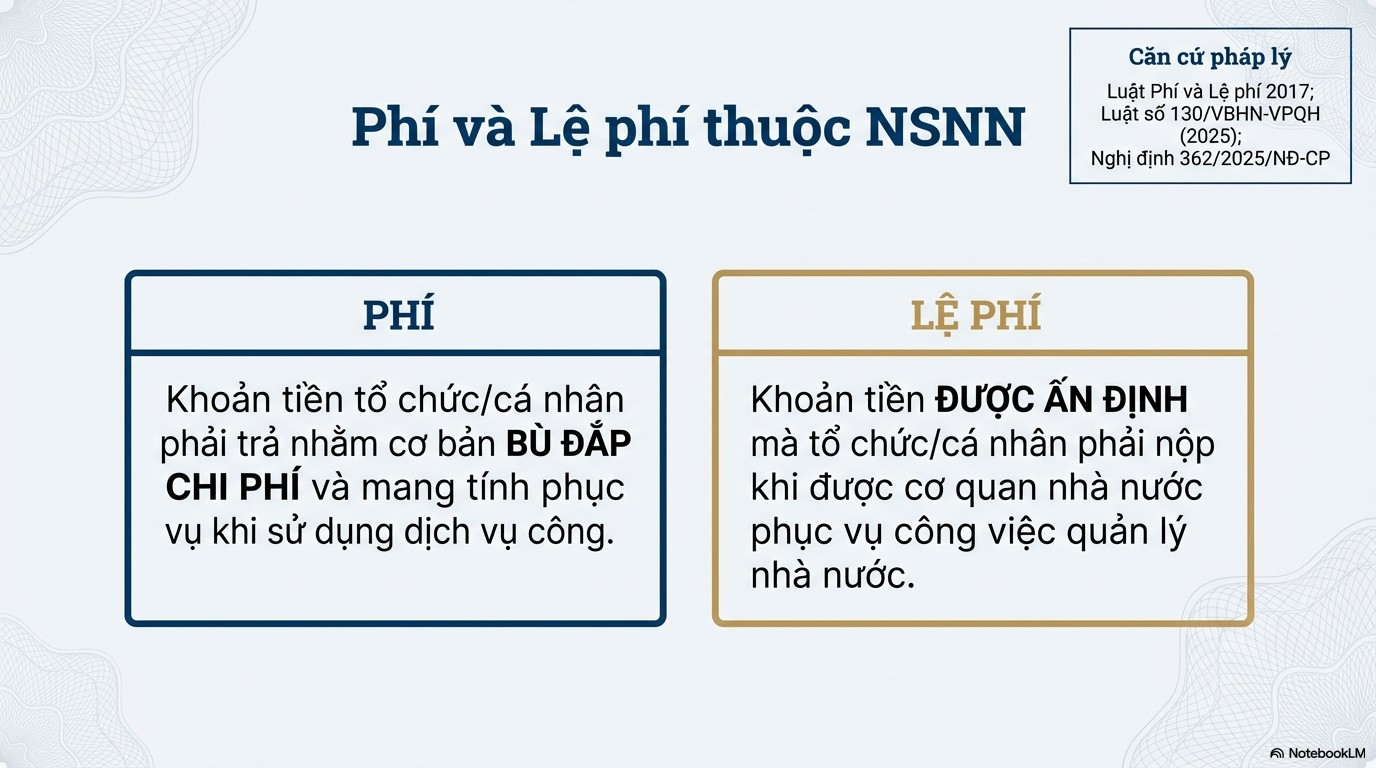 Căn cứ pháp lý
Luật Phí và Lệ phí 2017;
Luật số 130/VBHN-VPQH
(2025);
Nghị định 362/2025/NĐ-CP
Phí và Lệ phí thuộc NSNN
PHÍ
Khoản tiền tổ chức/cá nhân
phải trả nhằm cơ bản BÙ ĐẮP
CHI PHÍ và mang tính phục
vụ khi sử dụng dịch vụ công.
LỆ PHÍ
Khoản tiền ĐƯỢC ẤN ĐỊNH
mà tổ chức/cá nhân phải nộp
khi được cơ quan nhà nước
phục vụ công việc quản lý
nhà nước.
NotebookLM